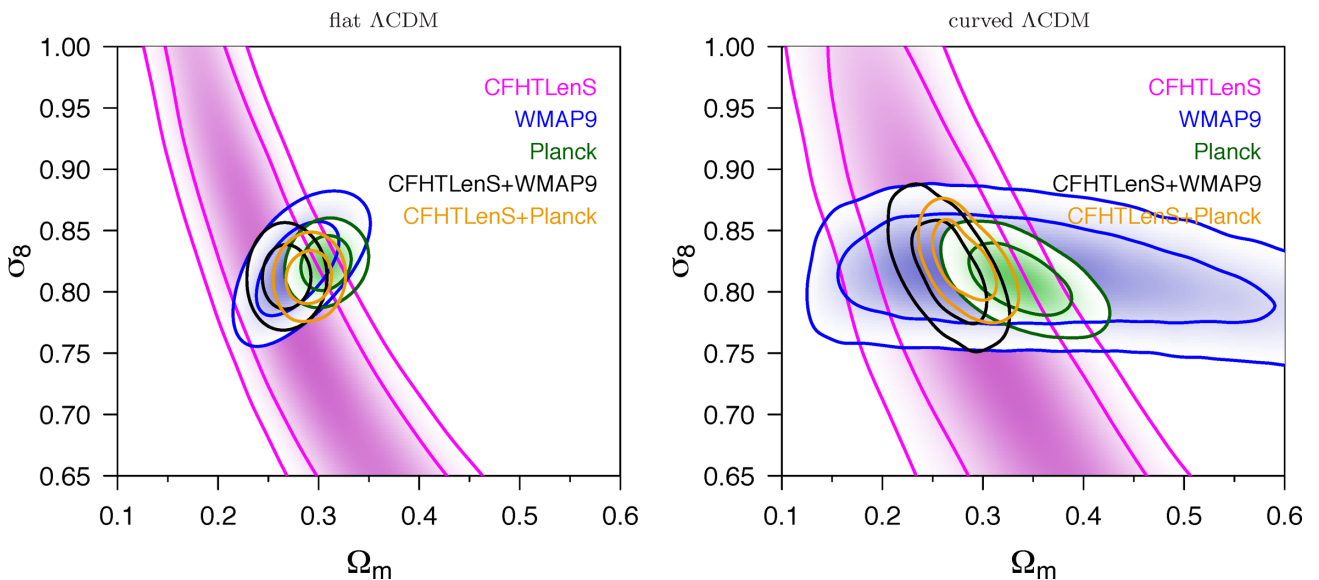 flat ΛCDM
1.00
0.95
0.90
0.85
0.80
0.75
0.70
0.65
σ8
CFHTLenS
WMAP9
Planck
CFHTLenS+WMAP9
CFHTLenS+Planck
0.1 0.2 0.3 0.4 0.5 0.6
Ωm
curved ΛCDM
1.00
0.95
0.90
0.85
0.80
0.75
0.70
0.65
σ8
CFHTLenS
WMAP9
Planck
CFHTLenS+WMAP9
CFHTLenS+Planck
0.1 0.2 0.3 0.4 0.5 0.6
Ωm